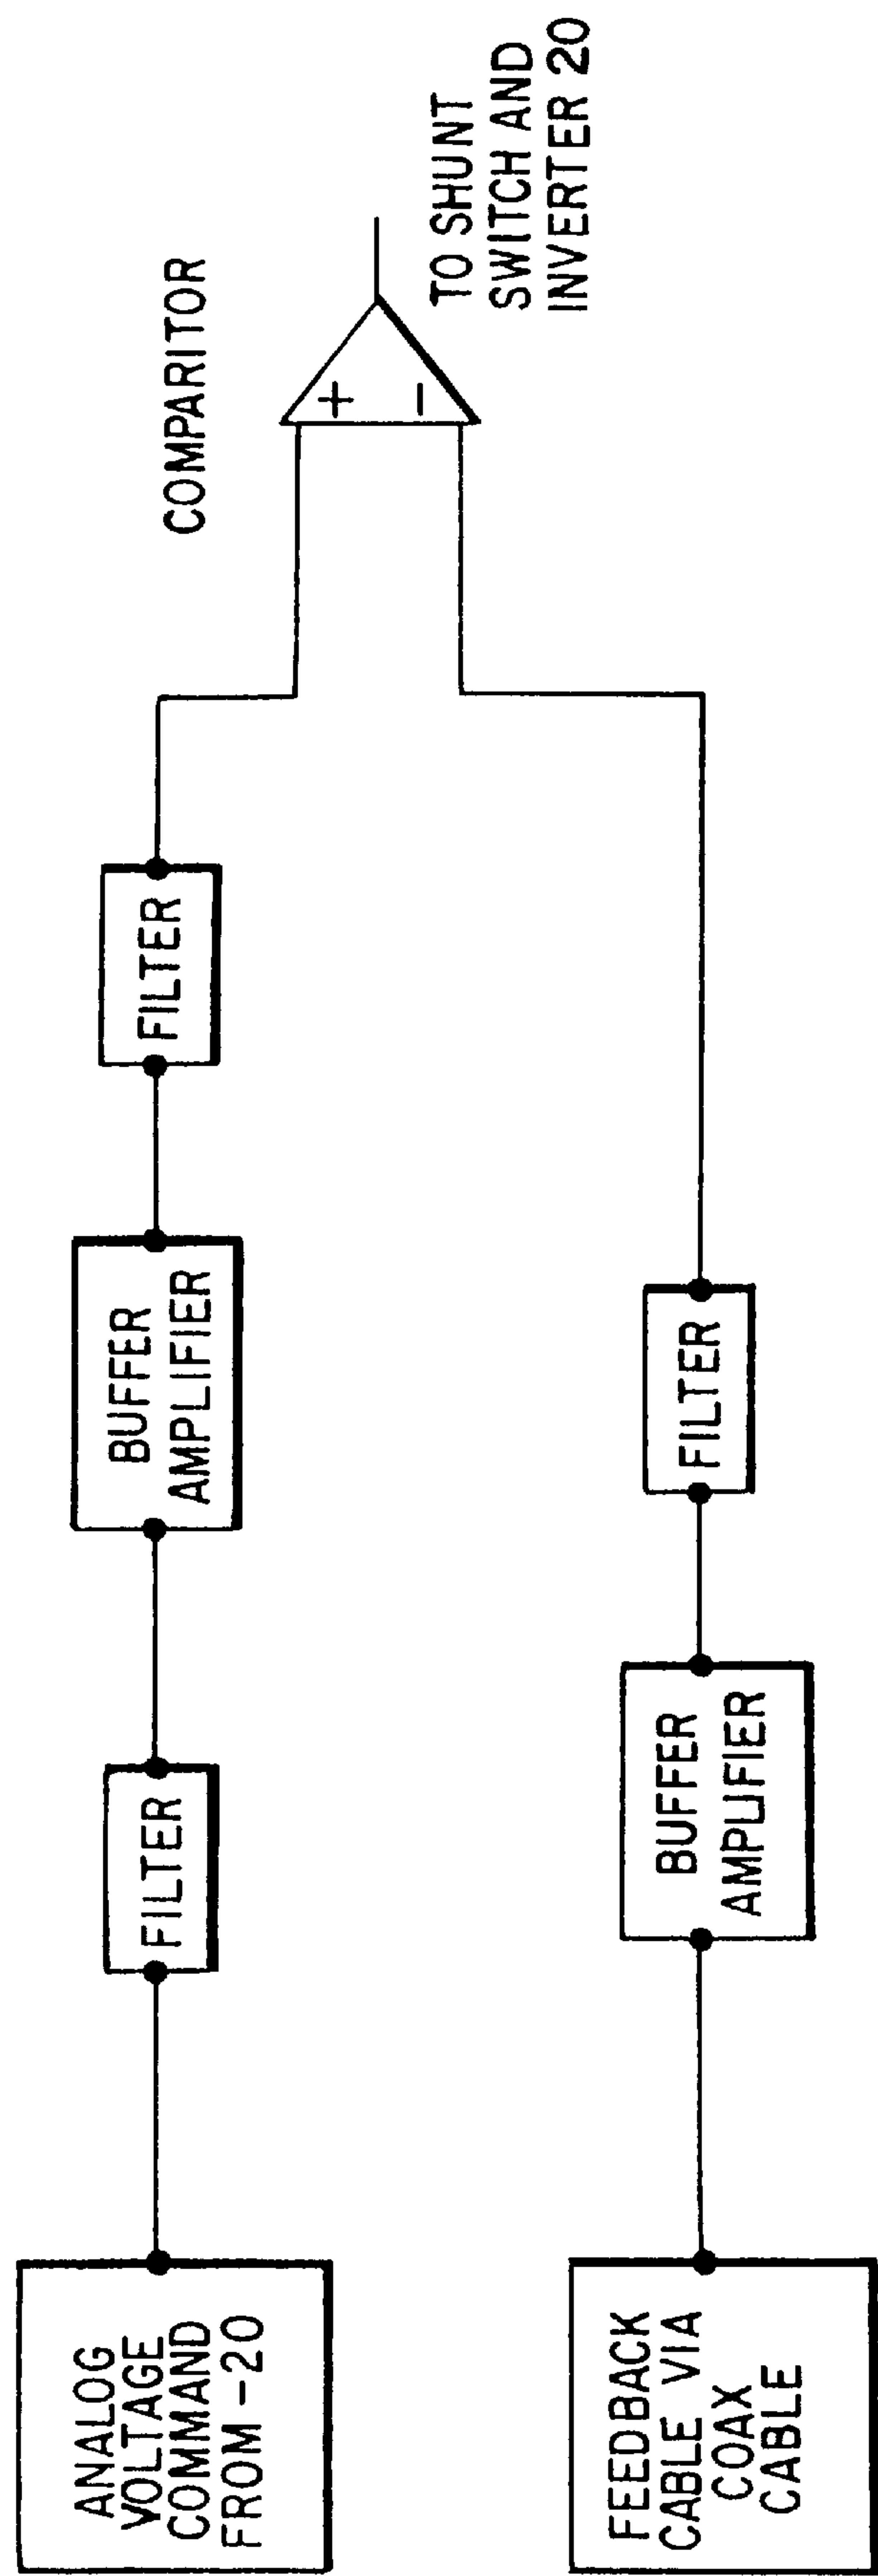 ANALOG
VOLTAGE
COMMAND
FROM -20
FILTER
BUFFER
AMPLIFIER
FILTER
COMPARITOR
+
-
TO SHUNT
SWITCH AND
INVERTER 20
FEEDBACK
CABLE VIA
COAX
CABLE
BUFFER
AMPLIFIER
FILTER